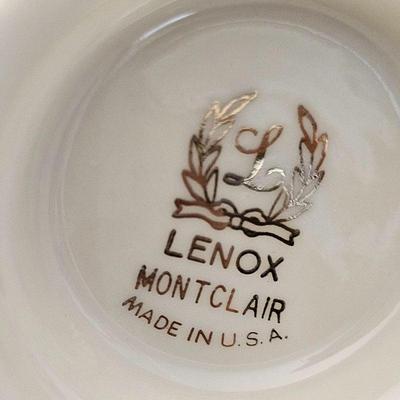 L
LENOX
MONTCLAIR
MADE IN U.S.A.